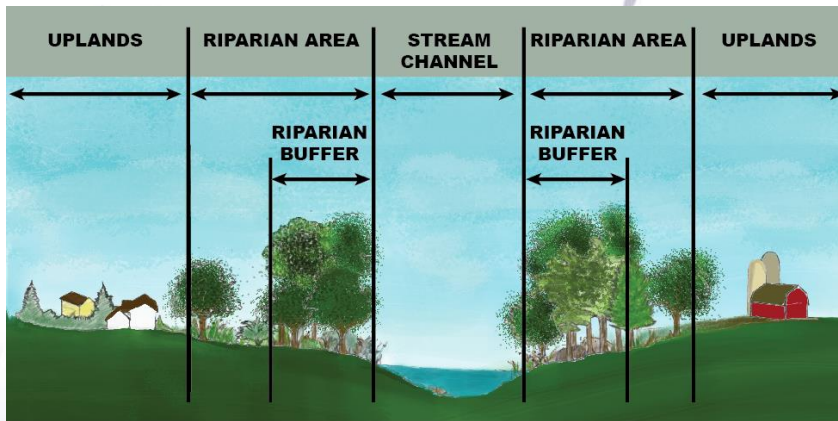 UPLANDS
RIPARIAN AREA
STREAM
CHANNEL
RIPARIAN AREA
UPLANDS
RIPARIAN
BUFFER
RIPARIAN
BUFFER